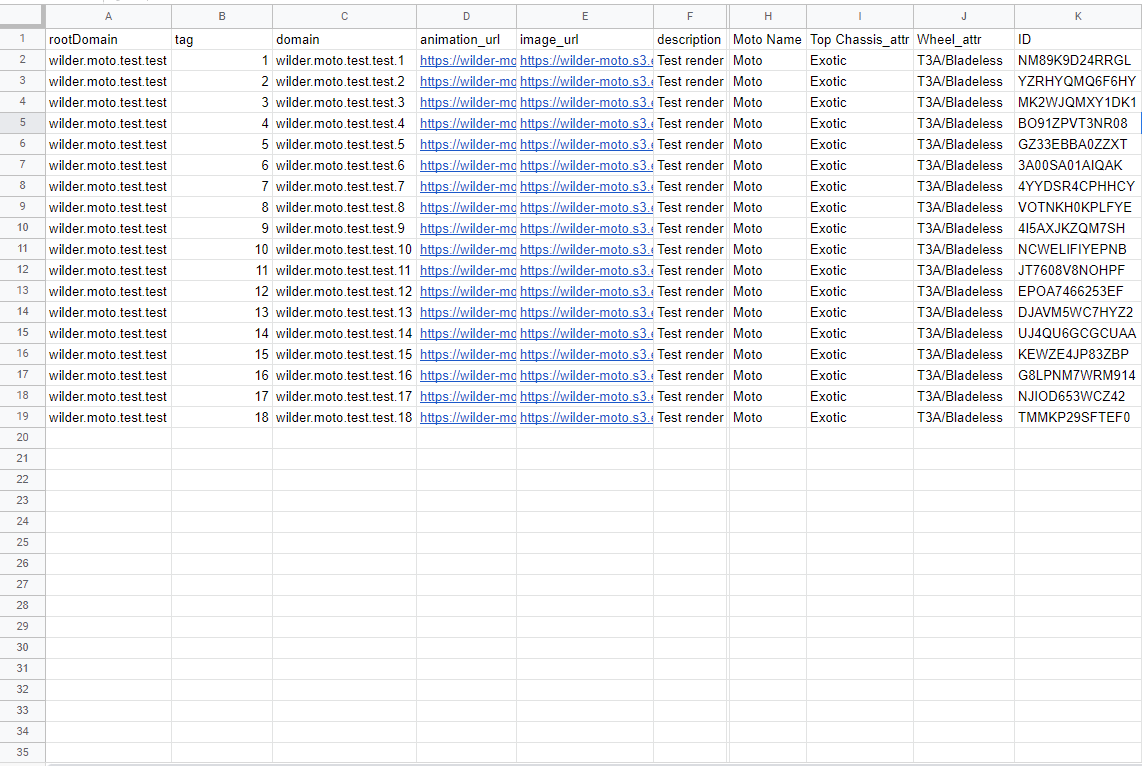 A B C D E F H I J K
1 rootDomain tag domain animation_url image_url description Moto Name Top Chassis_attr Wheel_attr ID
2 wilder.moto.test.test 1 wilder.moto.test.test.1 https://wilder-mo https://wilder-moto.s3.e Test render Moto Exotic T3A/Bladeless NM89K9D24RRGL
3 wilder.moto.test.test 2 wilder.moto.test.test.2 https://wilder-mo https://wilder-moto.s3.e Test render Moto Exotic T3A/Bladeless YZRHYQMQ6F6HY
4 wilder.moto.test.test 3 wilder.moto.test.test.3 https://wilder-mo https://wilder-moto.s3.e Test render Moto Exotic T3A/Bladeless MK2WJQMXY1DK1
5 wilder.moto.test.test 4 wilder.moto.test.test.4 https://wilder-mo https://wilder-moto.s3.e Test render Moto Exotic T3A/Bladeless BO91ZPVT3NR08
6 wilder.moto.test.test 5 wilder.moto.test.test.5 https://wilder-mo https://wilder-moto.s3.e Test render Moto Exotic T3A/Bladeless GZ33EBBA0ZZXT
7 wilder.moto.test.test 6 wilder.moto.test.test.6 https://wilder-mo https://wilder-moto.s3.e Test render Moto Exotic T3A/Bladeless 3A00SA01AIQAK
8 wilder.moto.test.test 7 wilder.moto.test.test.7 https://wilder-mo https://wilder-moto.s3.e Test render Moto Exotic T3A/Bladeless 4YYDSR4CPHHCY
9 wilder.moto.test.test 8 wilder.moto.test.test.8 https://wilder-mo https://wilder-moto.s3.e Test render Moto Exotic T3A/Bladeless VOTNKH0KPLFYE
10 wilder.moto.test.test 9 wilder.moto.test.test.9 https://wilder-mo https://wilder-moto.s3.e Test render Moto Exotic T3A/Bladeless 4I5AXJKZQM7SH
11 wilder.moto.test.test 10 wilder.moto.test.test.10 https://wilder-mo https://wilder-moto.s3.e Test render Moto Exotic T3A/Bladeless NCWELIFIYEPNB
12 wilder.moto.test.test 11 wilder.moto.test.test.11 https://wilder-mo https://wilder-moto.s3.e Test render Moto Exotic T3A/Bladeless JT7608V8NOHPF
13 wilder.moto.test.test 12 wilder.moto.test.test.12 https://wilder-mo https://wilder-moto.s3.e Test render Moto Exotic T3A/Bladeless EPOA7466253EF
14 wilder.moto.test.test 13 wilder.moto.test.test.13 https://wilder-mo https://wilder-moto.s3.e Test render Moto Exotic T3A/Bladeless DJAVM5WC7HYZ2
15 wilder.moto.test.test 14 wilder.moto.test.test.14 https://wilder-mo https://wilder-moto.s3.e Test render Moto Exotic T3A/Bladeless UJ4QU6GCGCUAA
16 wilder.moto.test.test 15 wilder.moto.test.test.15 https://wilder-mo https://wilder-moto.s3.e Test render Moto Exotic T3A/Bladeless KEWZE4JP83ZBP
17 wilder.moto.test.test 16 wilder.moto.test.test.16 https://wilder-mo https://wilder-moto.s3.e Test render Moto Exotic T3A/Bladeless G8LPNM7WRM914
18 wilder.moto.test.test 17 wilder.moto.test.test.17 https://wilder-mo https://wilder-moto.s3.e Test render Moto Exotic T3A/Bladeless NJIOD653WCZ42
19 wilder.moto.test.test 18 wilder.moto.test.test.18 https://wilder-mo https://wilder-moto.s3.e Test render Moto Exotic T3A/Bladeless TMMKP29SFTEF0
20
21
22
23
24
25
26
27
28
29
30
31
32
33
34
35